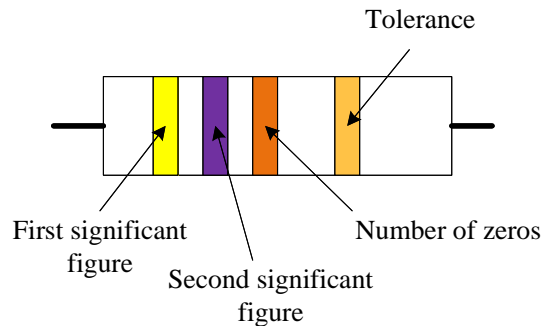 Tolerance
First significant
figure
Number of zeros
Second significant
figure